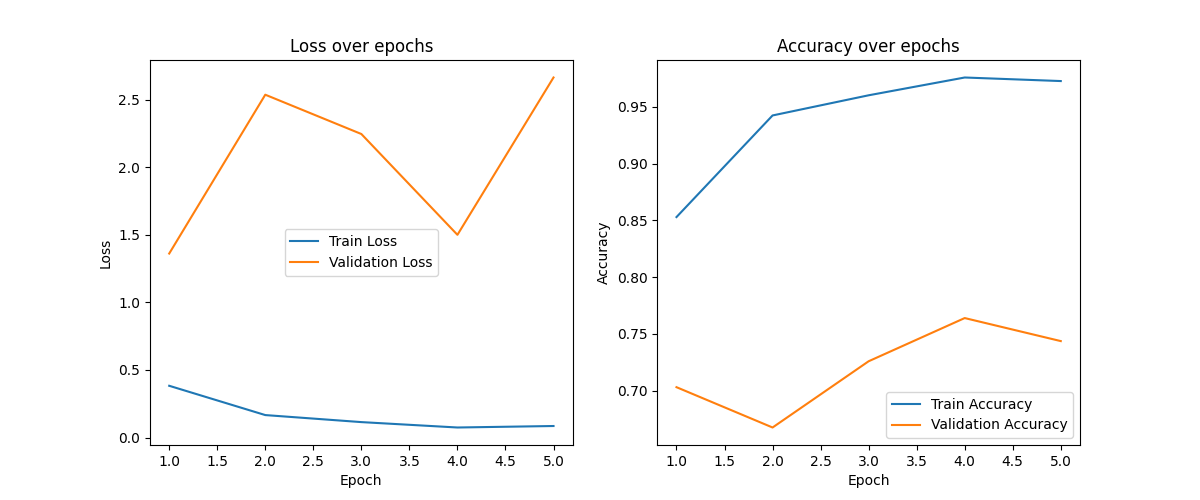 Loss over epochs
2.5
2.0
1.5
1.0
0.5
0.0
Loss
Train Loss
Validation Loss
1.0 1.5 2.0 2.5 3.0 3.5 4.0 4.5 5.0
Epoch
Accuracy over epochs
0.95
0.90
0.85
0.80
0.75
0.70
Accuracy
Train Accuracy
Validation Accuracy
1.0 1.5 2.0 2.5 3.0 3.5 4.0 4.5 5.0
Epoch